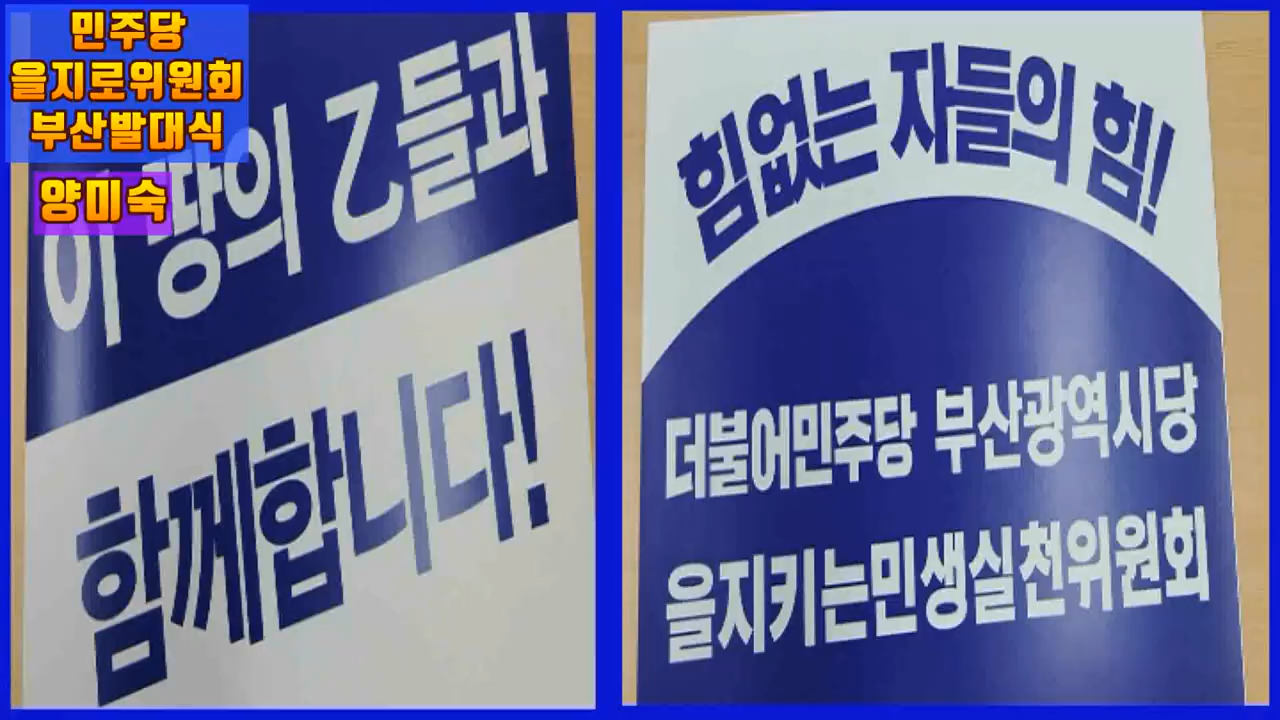 민주당
을지로위원회
부산발대식
양미숙
이 땅의 乙들과
함께합니다!
힘없는 자들의 힘!
더불어민주당 부산광역시당
을지키는민생실천위원회